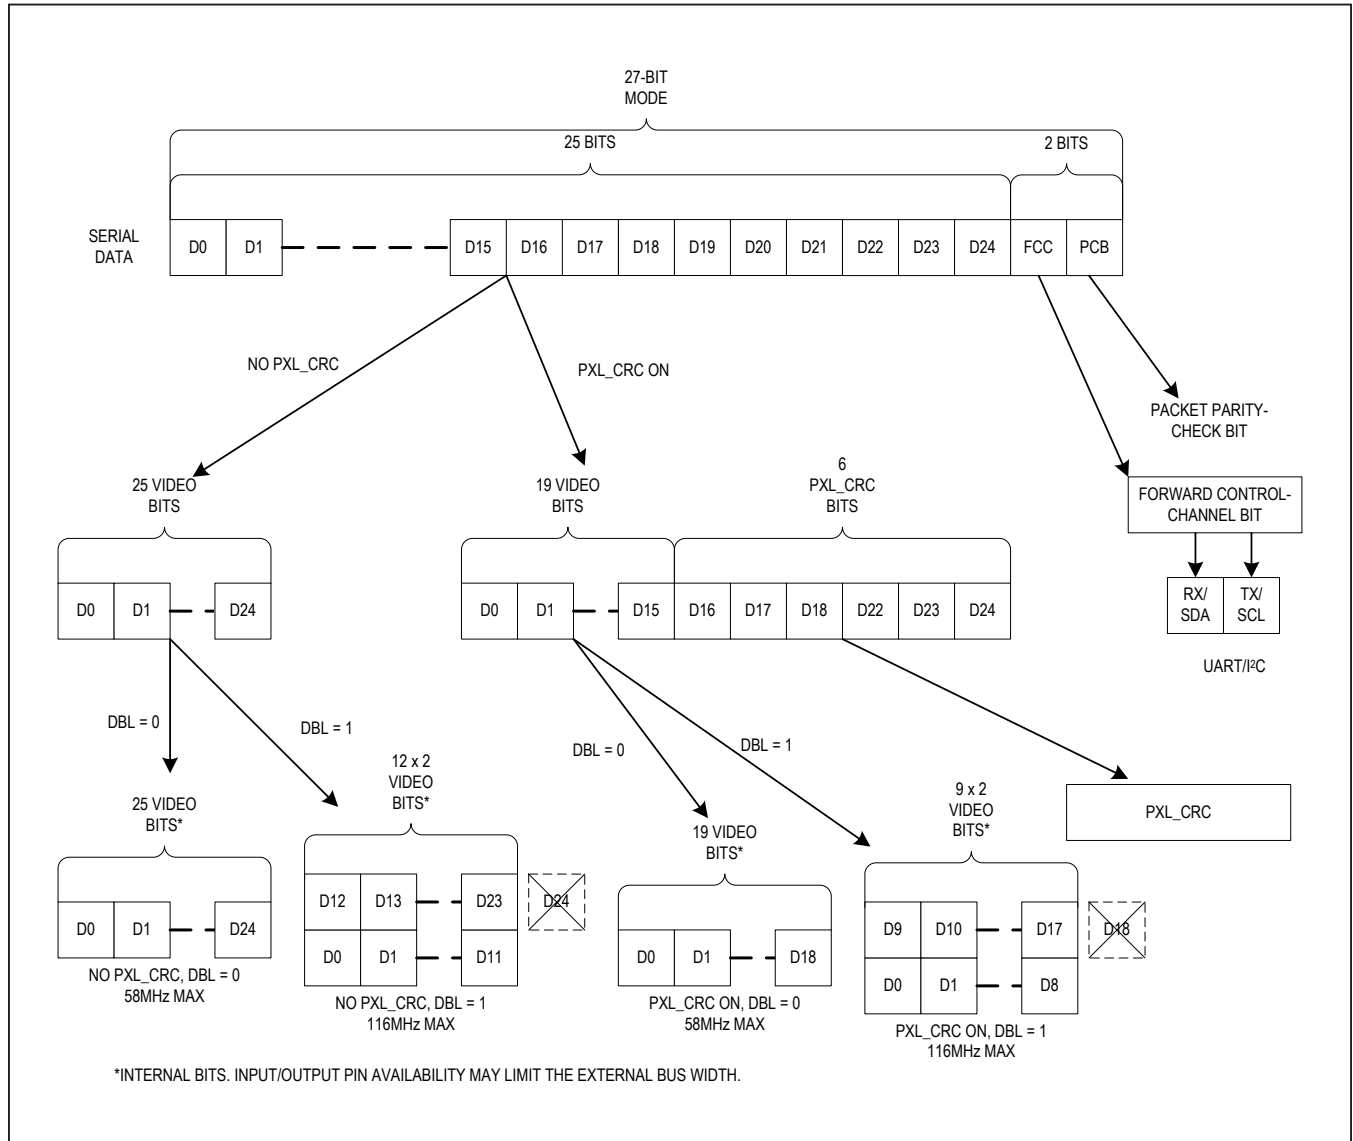 27-BIT
MODE
25 BITS
2 BITS
SERIAL
DATA
D0 D1 D15 D16 D17 D18 D19 D20 D21 D22 D23 D24 FCC PCB
NO PXL_CRC
PXL_CRC ON
PACKET PARITY-
CHECK BIT
25 VIDEO
BITS
19 VIDEO
BITS
6
PXL_CRC
BITS
FORWARD CONTROL-
CHANNEL BIT
D0 D1 D24
D0 D1 D15 D16 D17 D18 D22 D23 D24
RX/
SDA
TX/
SCL
UART/I²C
DBL = 0
DBL = 1
DBL = 0
DBL = 1
25 VIDEO
BITS*
12 x 2
VIDEO
BITS*
19 VIDEO
BITS*
9 x 2
VIDEO
BITS*
PXL_CRC
D0 D1 D24
NO PXL_CRC, DBL = 0
58MHz MAX
D12 D13 D23 D24
D0 D1 D11
NO PXL_CRC, DBL = 1
116MHz MAX
D0 D1 D18
PXL_CRC ON, DBL = 0
58MHz MAX
D9 D10 D17 D18
D0 D1 D8
PXL_CRC ON, DBL = 1
116MHz MAX
*INTERNAL BITS. INPUT/OUTPUT PIN AVAILABILITY MAY LIMIT THE EXTERNAL BUS WIDTH.